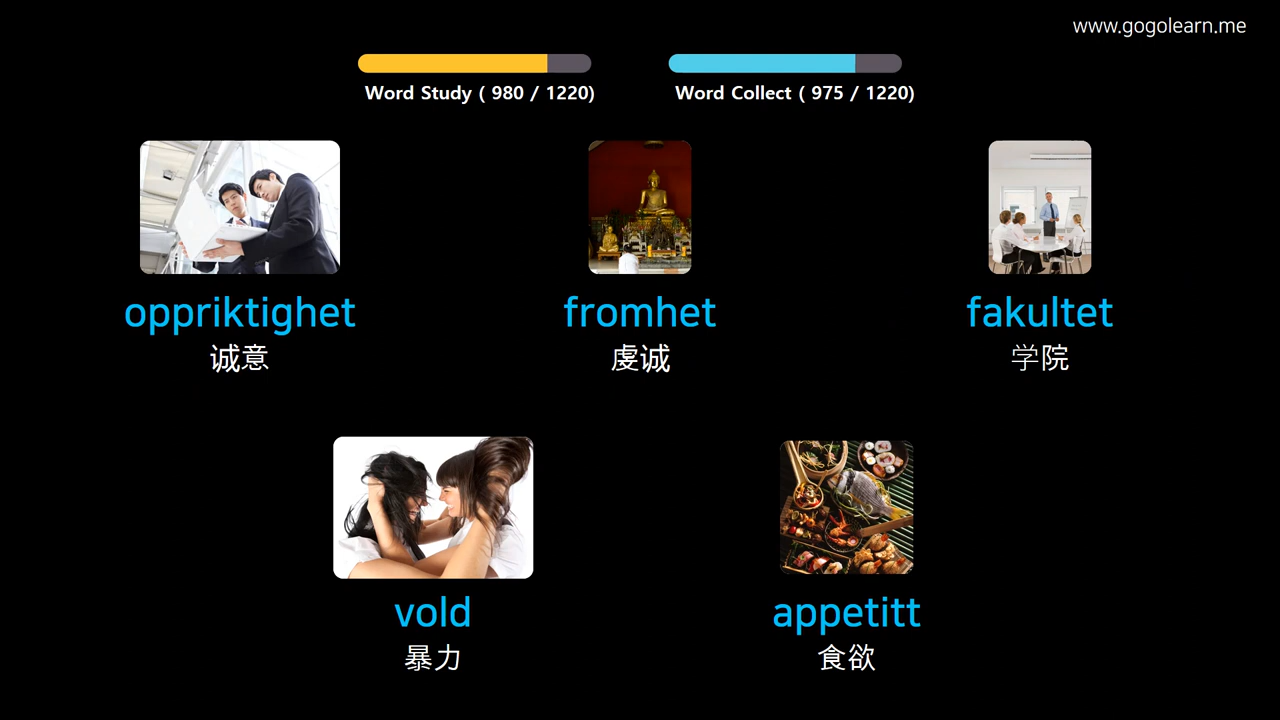 www.gogolearn.me
Word Study ( 980 / 1220)
Word Collect ( 975 / 1220)
oppriktighet
诚意
fromhet
虔诚
fakultet
学院
vold
暴力
appetitt
食欲